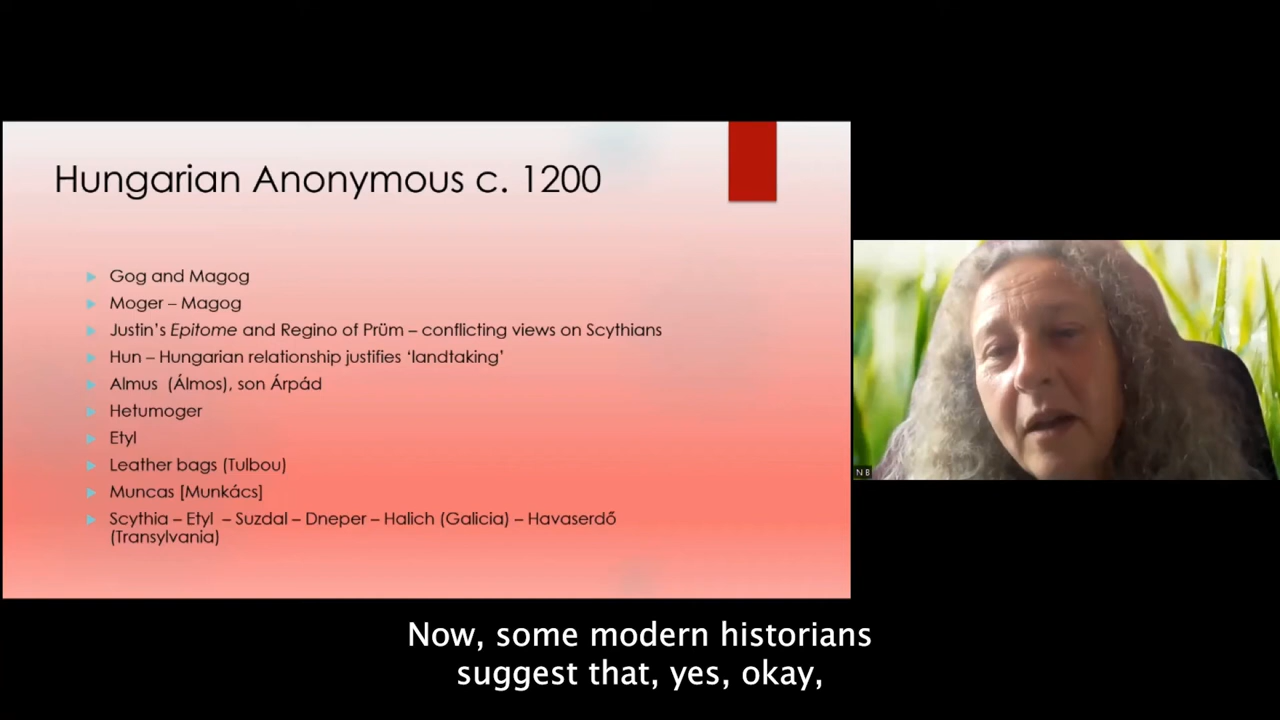 Hungarian Anonymous c. 1200
Gog and Magog
Moger – Magog
Justin's Epitome and Regino of Prüm – conflicting views on Scythians
Hun – Hungarian relationship justifies 'landtaking'
Almus (Álmos), son Árpád
Hetumoger
Etyl
Leather bags (Tulbou)
Muncas [Munkács]
Scythia – Etyl – Suzdal – Dneper – Halich (Galicia) – Havaserdő
(Transylvania)
N B
Now, some modern historians
suggest that, yes, okay,